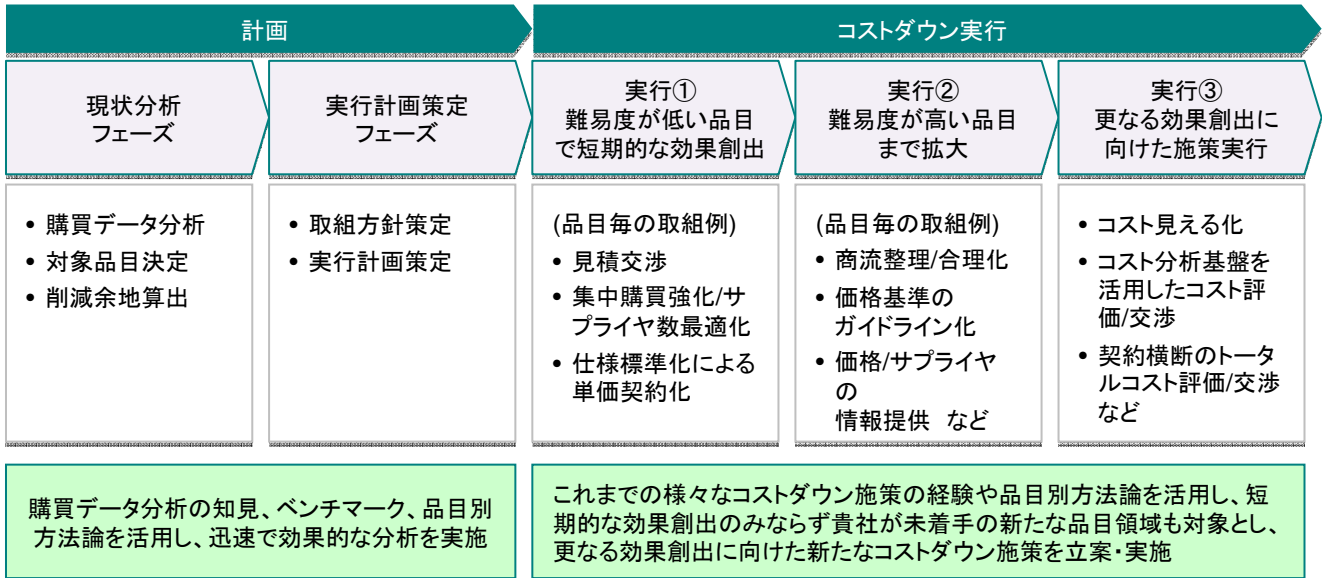 計画
コストダウン実行
現状分析
フェーズ
実行計画策定
フェーズ
実行①
難易度が低い品目
で短期的な効果創出
実行②
難易度が高い品目
まで拡大
実行③
更なる効果創出に
向けた施策実行
• 購買データ分析
• 対象品目決定
• 削減余地算出
• 取組方針策定
• 実行計画策定
(品目毎の取組例)
• 見積交渉
• 集中購買強化/サ
プライヤ数最適化
• 仕様標準化による
単価契約化
(品目毎の取組例)
• 商流整理/合理化
• 価格基準の
ガイドライン化
• 価格/サプライヤ
の
情報提供 など
• コスト見える化
• コスト分析基盤を
活用したコスト評
価/交渉
• 契約横断のトータ
ルコスト評価/交渉
など
購買データ分析の知見、ベンチマーク、品目別
方法論を活用し、迅速で効果的な分析を実施
これまでの様々なコストダウン施策の経験や品目別方法論を活用し、短
期的な効果創出のみならず貴社が未着手の新たな品目領域も対象とし、
更なる効果創出に向けた新たなコストダウン施策を立案・実施